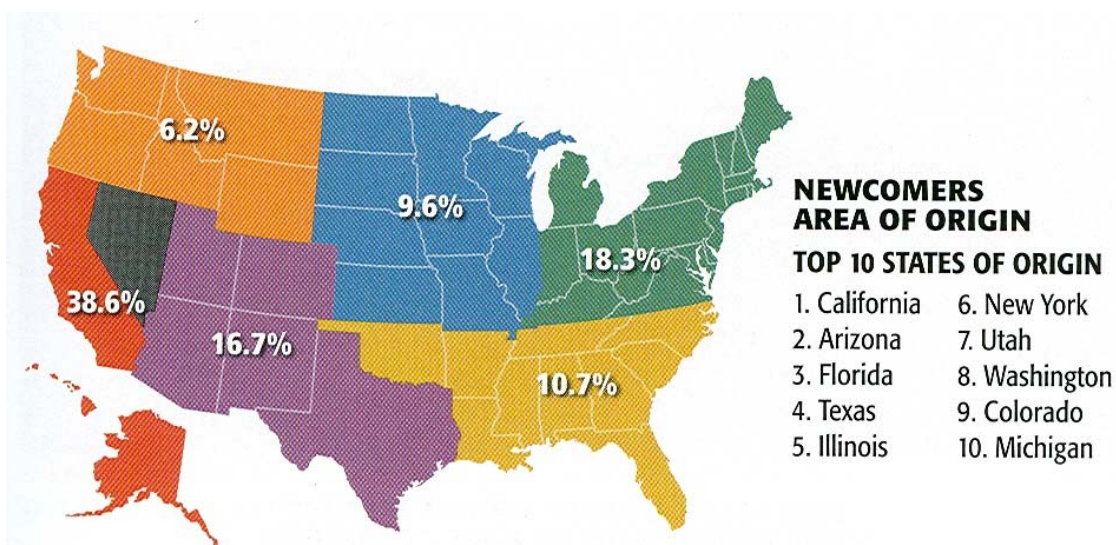 6.2%
9.6%
18.3%
38.6%
16.7%
10.7%
NEWCOMERS
AREA OF ORIGIN
TOP 10 STATES OF ORIGIN
1. California
2. Arizona
3. Florida
4. Texas
5. Illinois
6. New York
7. Utah
8. Washington
9. Colorado
10. Michigan